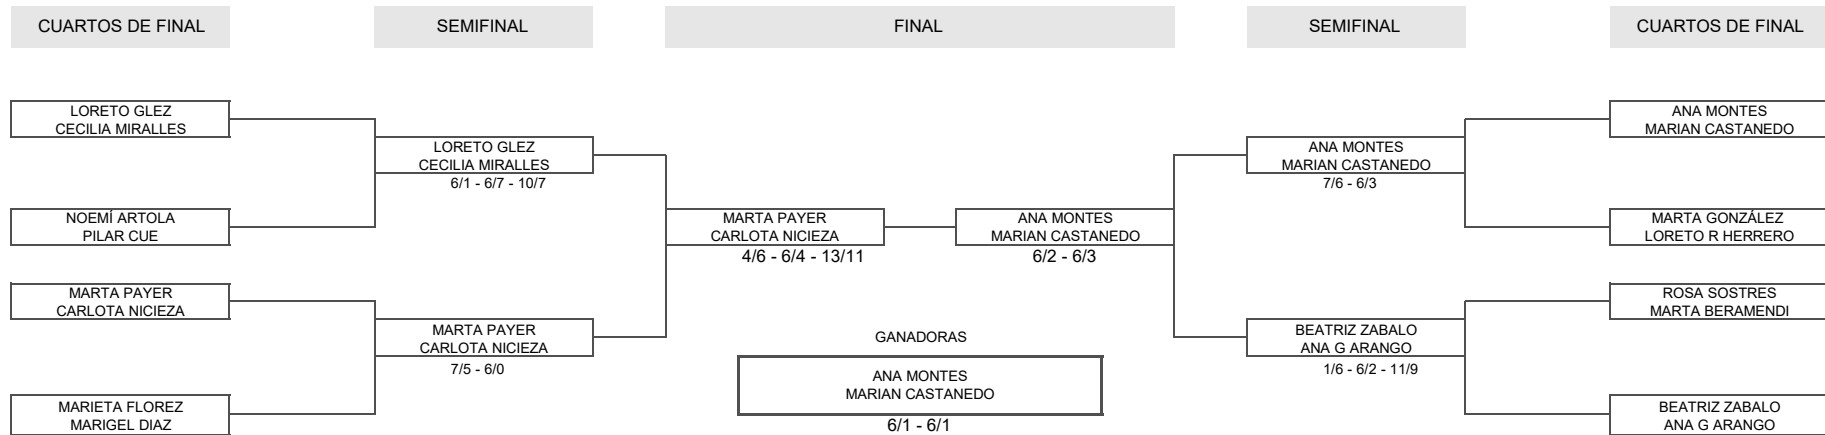 CUARTOS DE FINAL
SEMIFINAL
FINAL
SEMIFINAL
CUARTOS DE FINAL
LORETO GLEZ
CECILIA MIRALLES
NOEMÍ ARTOLA
PILAR CUE
MARTA PAYER
CARLOTA NICIEZA
MARIETA FLOREZ
MARIGEL DIAZ
LORETO GLEZ
CECILIA MIRALLES
6/1 - 6/7 - 10/7
MARTA PAYER
CARLOTA NICIEZA
7/5 - 6/0
MARTA PAYER
CARLOTA NICIEZA
4/6 - 6/4 - 13/11
ANA MONTES
MARIAN CASTANEDO
6/2 - 6/3
GANADORAS
ANA MONTES
MARIAN CASTANEDO
6/1 - 6/1
ANA MONTES
MARIAN CASTANEDO
7/6 - 6/3
BEATRIZ ZABALO
ANA G ARANGO
1/6 - 6/2 - 11/9
ANA MONTES
MARIAN CASTANEDO
MARTA GONZÁLEZ
LORETO R HERRERO
ROSA SOSTRES
MARTA BERAMENDI
BEATRIZ ZABALO
ANA G ARANGO